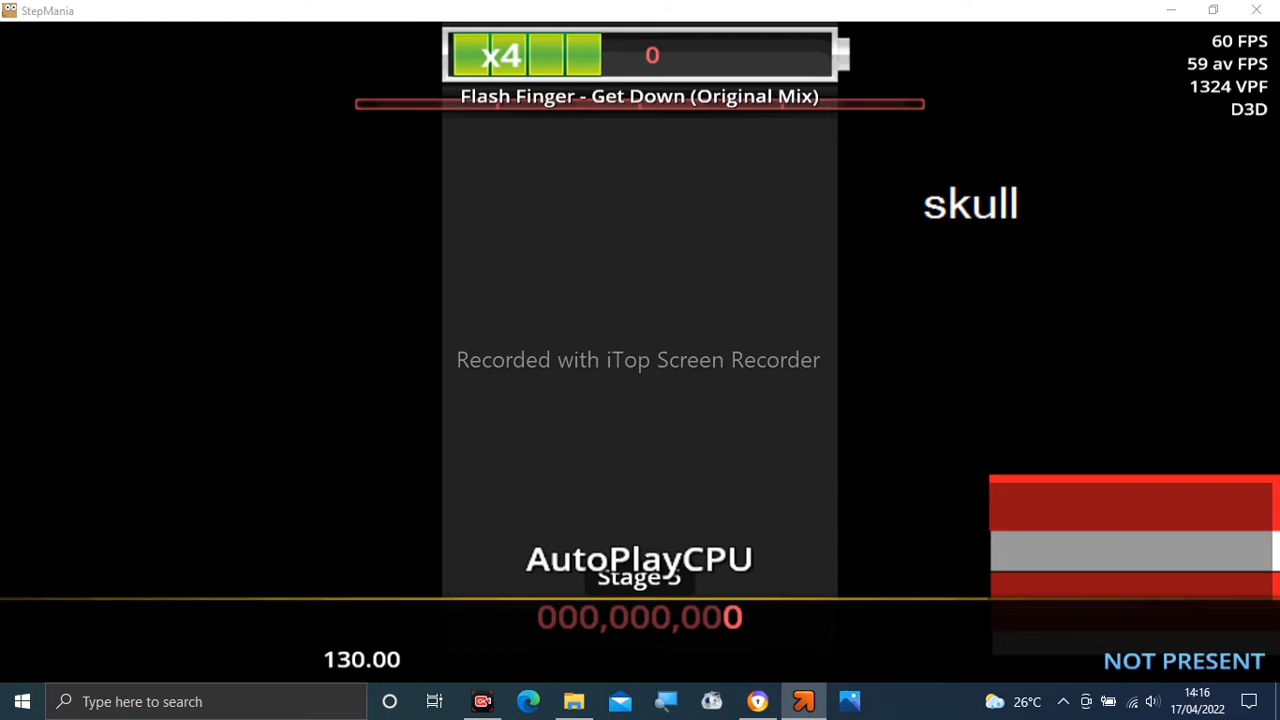 StepMania
60 FPS
59 av FPS
1324 VPF
D3D
x4
0
Flash Finger - Get Down (Original Mix)
skull
Recorded with iTop Screen Recorder
AutoPlayCPU
Stage 5
000,000,000
130.00
NOT PRESENT
Type here to search
26°C
14:16
17/04/2022